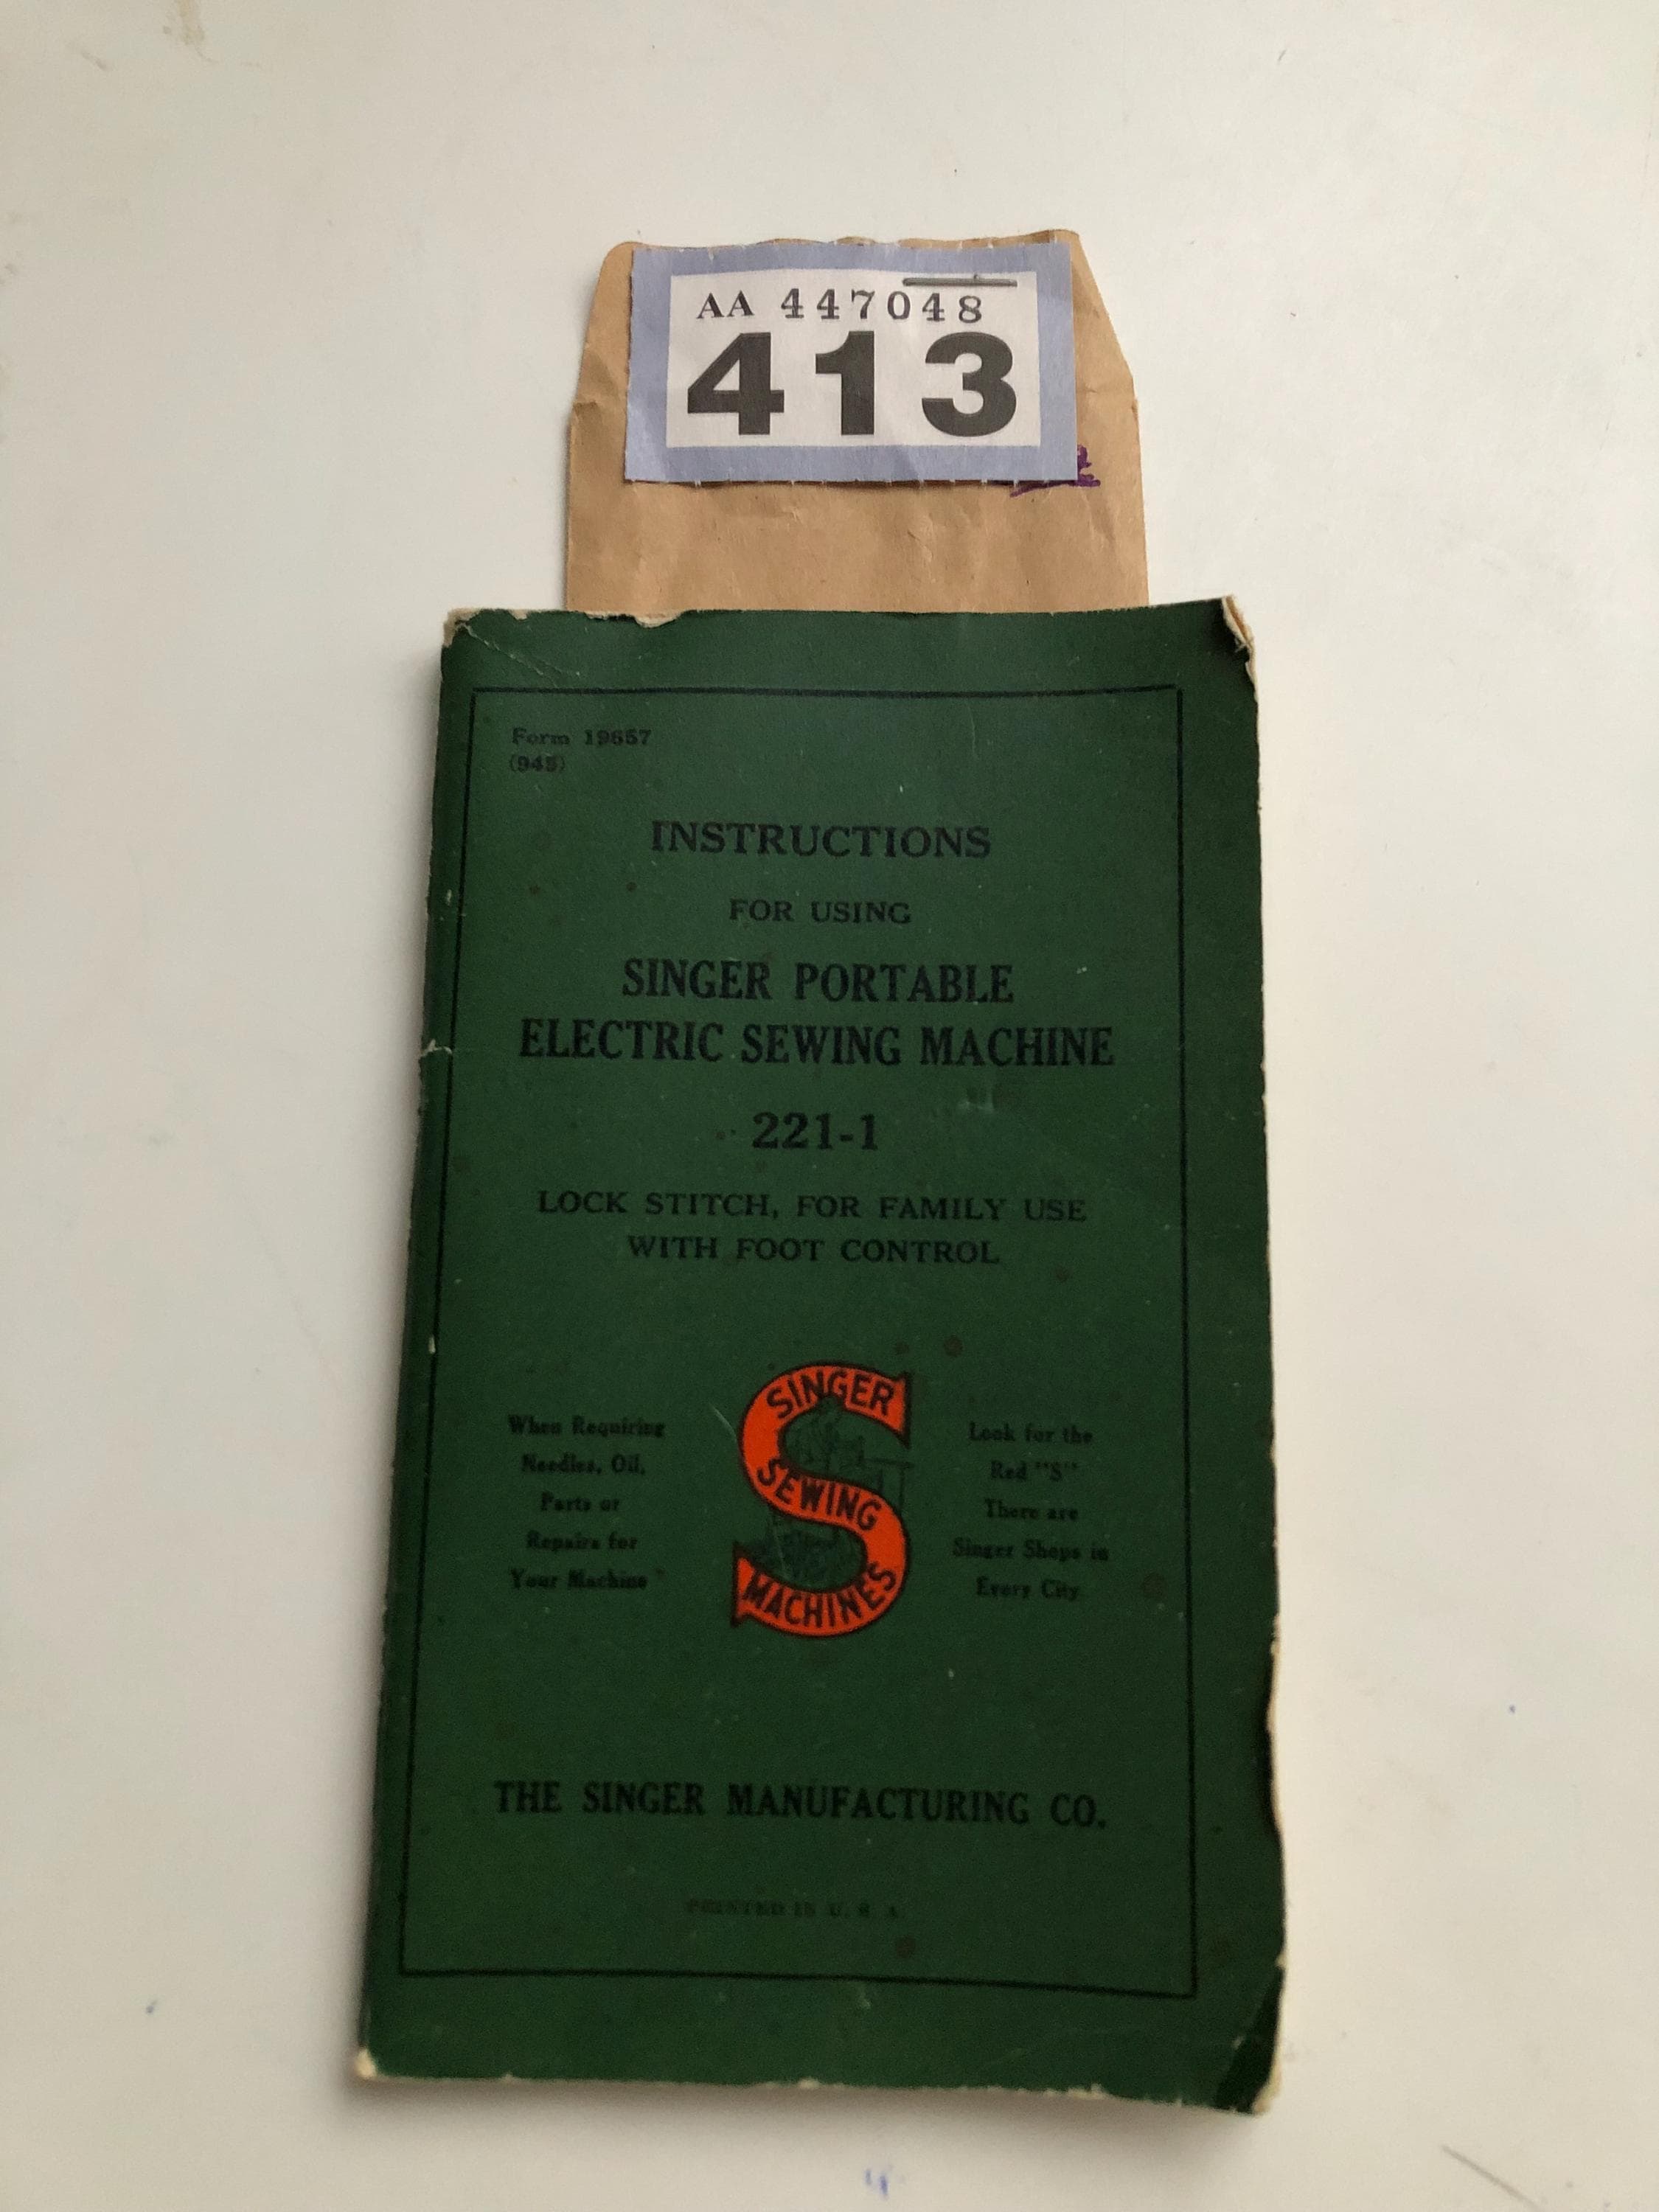 AA 447048
413
Form 19657
(945)
INSTRUCTIONS
FOR USING
SINGER PORTABLE
ELECTRIC SEWING MACHINE
221-1
LOCK STITCH, FOR FAMILY USE
WITH FOOT CONTROL
When Requiring
Needles, Oil,
Parts or
Repairs for
Your Machine
SINGER
SEWING
MACHINES
Look for the
Red "S"
There are
Singer Shops in
Every City
THE SINGER MANUFACTURING CO.
PRINTED IN U. S. A.